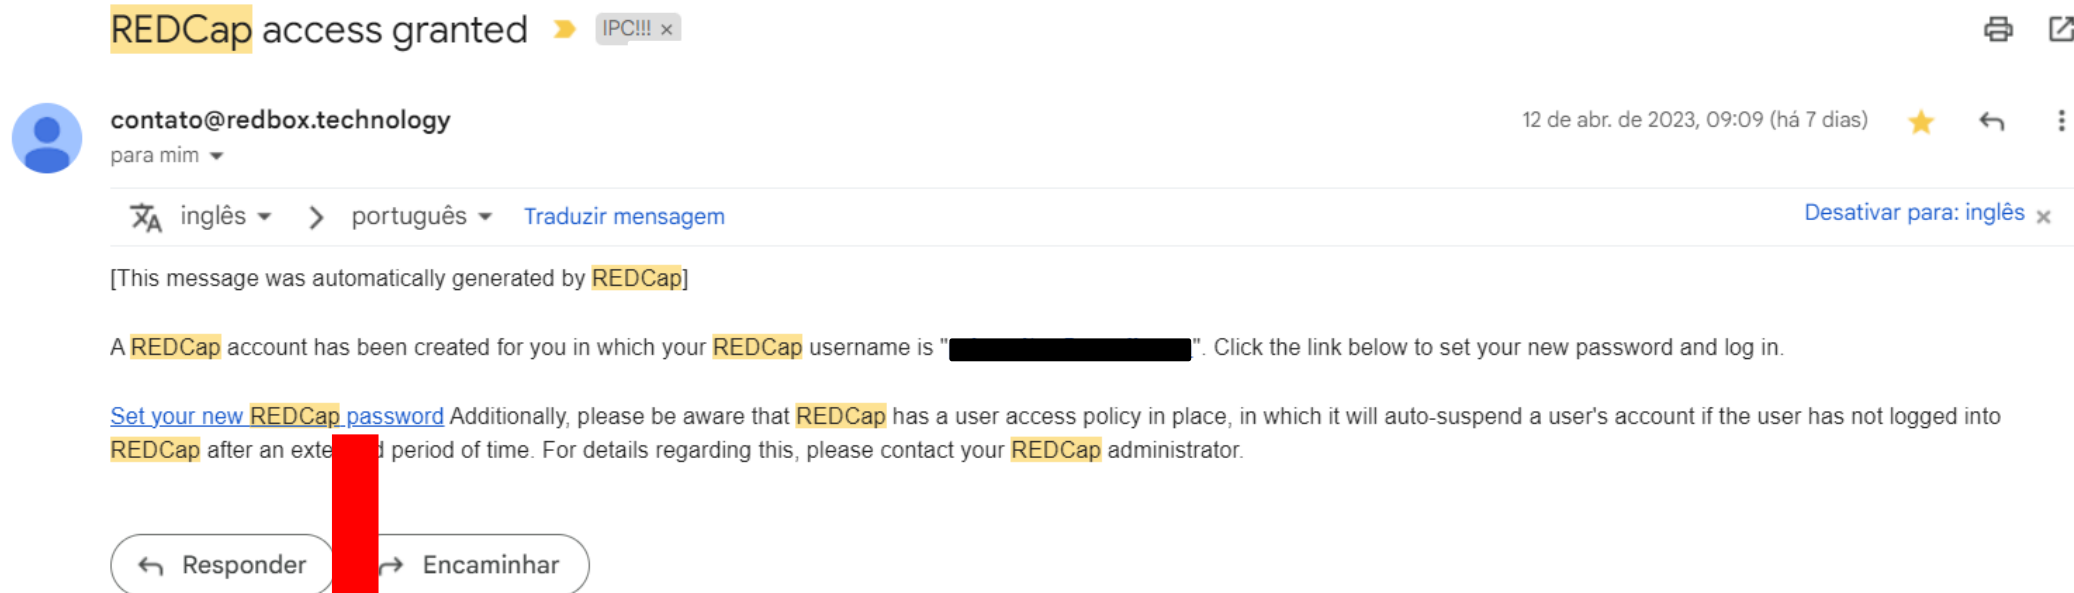 REDCap access granted IPC!!! ×
contato@redbox.technology
12 de abr. de 2023, 09:09 (há 7 dias)
para mim
inglês > português Traduzir mensagem
Desativar para: inglês ×
[This message was automatically generated by REDCap]
A REDCap account has been created for you in which your REDCap username is " ". Click the link below to set your new password and log in.
Set your new REDCap password Additionally, please be aware that REDCap has a user access policy in place, in which it will auto-suspend a user's account if the user has not logged into
REDCap after an exte d period of time. For details regarding this, please contact your REDCap administrator.
Responder
Encaminhar